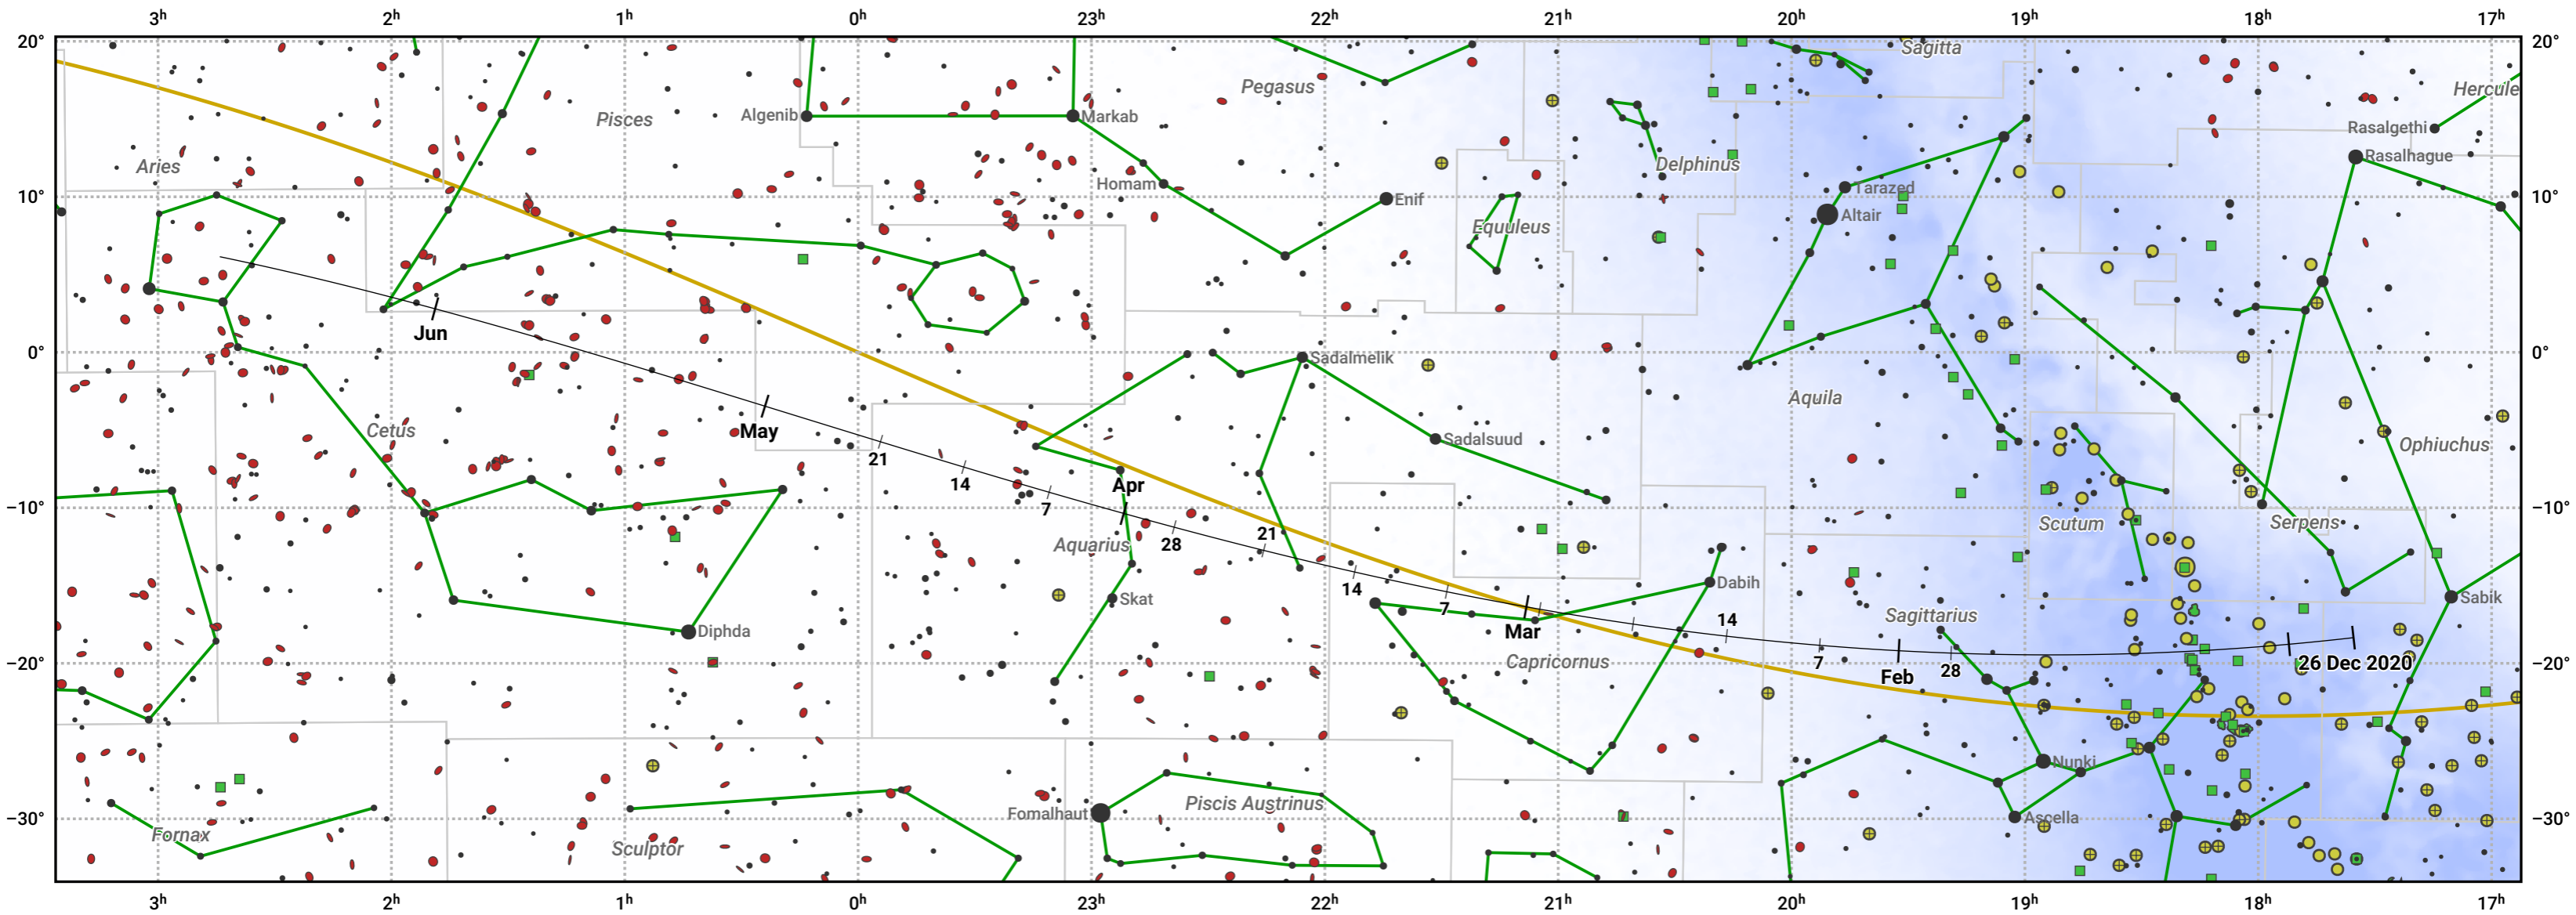 3ʰ 2ʰ 1ʰ 0ʰ 23ʰ 22ʰ 21ʰ 20ʰ 19ʰ 18ʰ 17ʰ
20° 20°
Sagitta
Pegasus
Hercule
Algenib Markab
Pisces
Rasalgethi
Rasalhague
Aries
Delphinus
Homam
Tarazed
10° 10°
Enif
Altair
Equuleus
Jun
0° 0°
Sadalmelik
Aquila
May
Cetus
Sadalsuud
Ophiuchus
21
14
Apr
7
−10° −10°
Scutum
Serpens
21
28
Aquarius
Dabih
14
Skat
7
Sabik
Sagittarius
14
Diphda
Mar
Capricornus
7
−20° −20°
28
26 Dec 2020
Feb
Nunki
Piscis Austrinus
Fomalhaut
Ascella
−30° −30°
Fornax
Sculptor
3ʰ 2ʰ 1ʰ 0ʰ 23ʰ 22ʰ 21ʰ 20ʰ 19ʰ 18ʰ 17ʰ